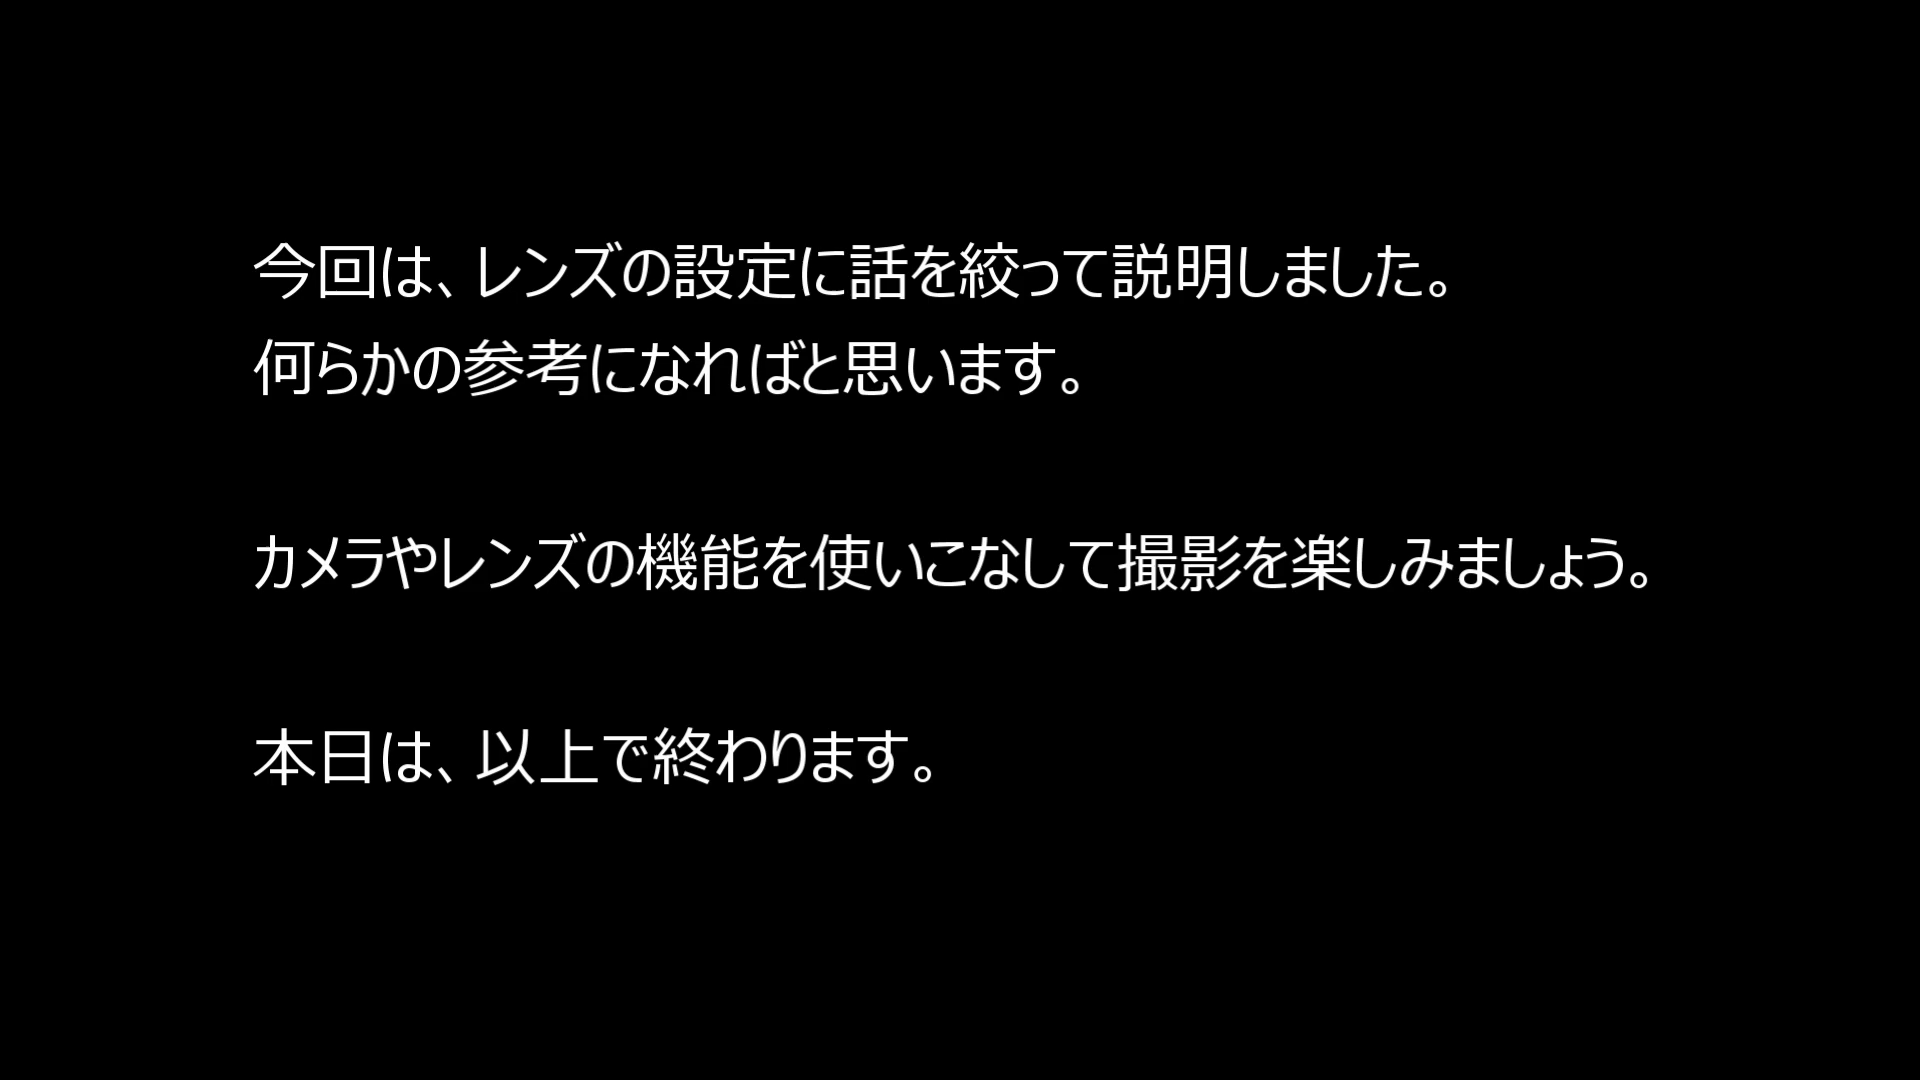 今回は、レンズの設定に話を絞って説明しました。
何らかの参考になればと思います。
カメラやレンズの機能を使いこなして撮影を楽しみましょう。
本日は、以上で終わります。